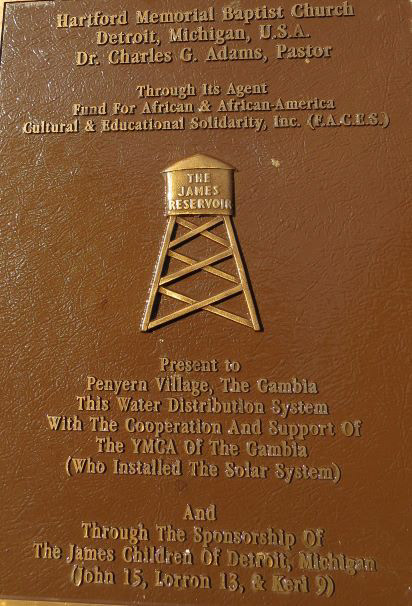 Hartford Memorial Baptist Church
Detroit, Michigan, U.S.A.
Dr. Charles G. Adams, Pastor
Through Its Agent
Fund For African & African-America
Cultural & Educational Solidarity, Inc. (F.A.C.E.S.)
THE
JAMES
RESERVOIR
Present to
Penyern Village, The Gambia
This Water Distribution System
With The Cooperation And Support Of
The YMCA Of The Gambia
(Who Installed The Solar System)
And
Through The Sponsorship Of
The James Children Of Detroit, Michigan
(John 15, Lorron 13, & Keri 9)